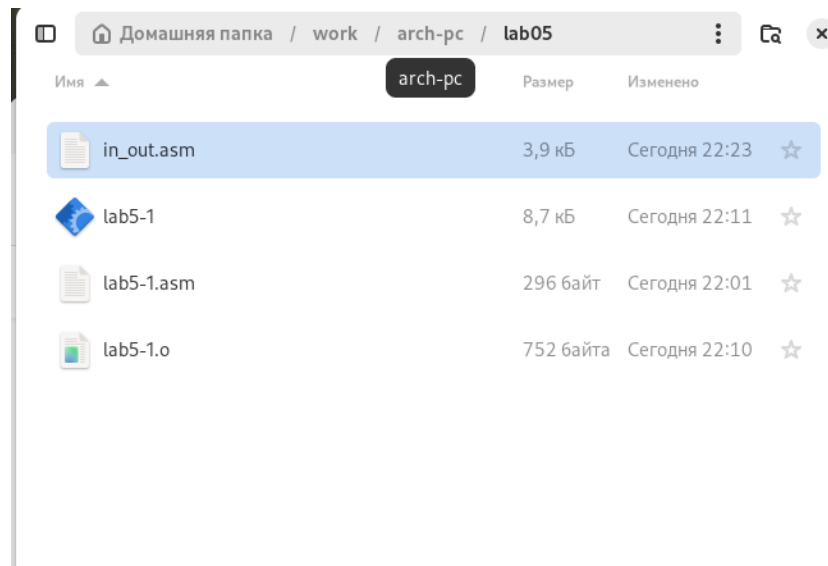 Домашняя папка / work / arch-pc / lab05
arch-pc
Имя Размер Изменено
in_out.asm 3,9 кБ Сегодня 22:23
lab5-1 8,7 кБ Сегодня 22:11
lab5-1.asm 296 байт Сегодня 22:01
lab5-1.o 752 байта Сегодня 22:10